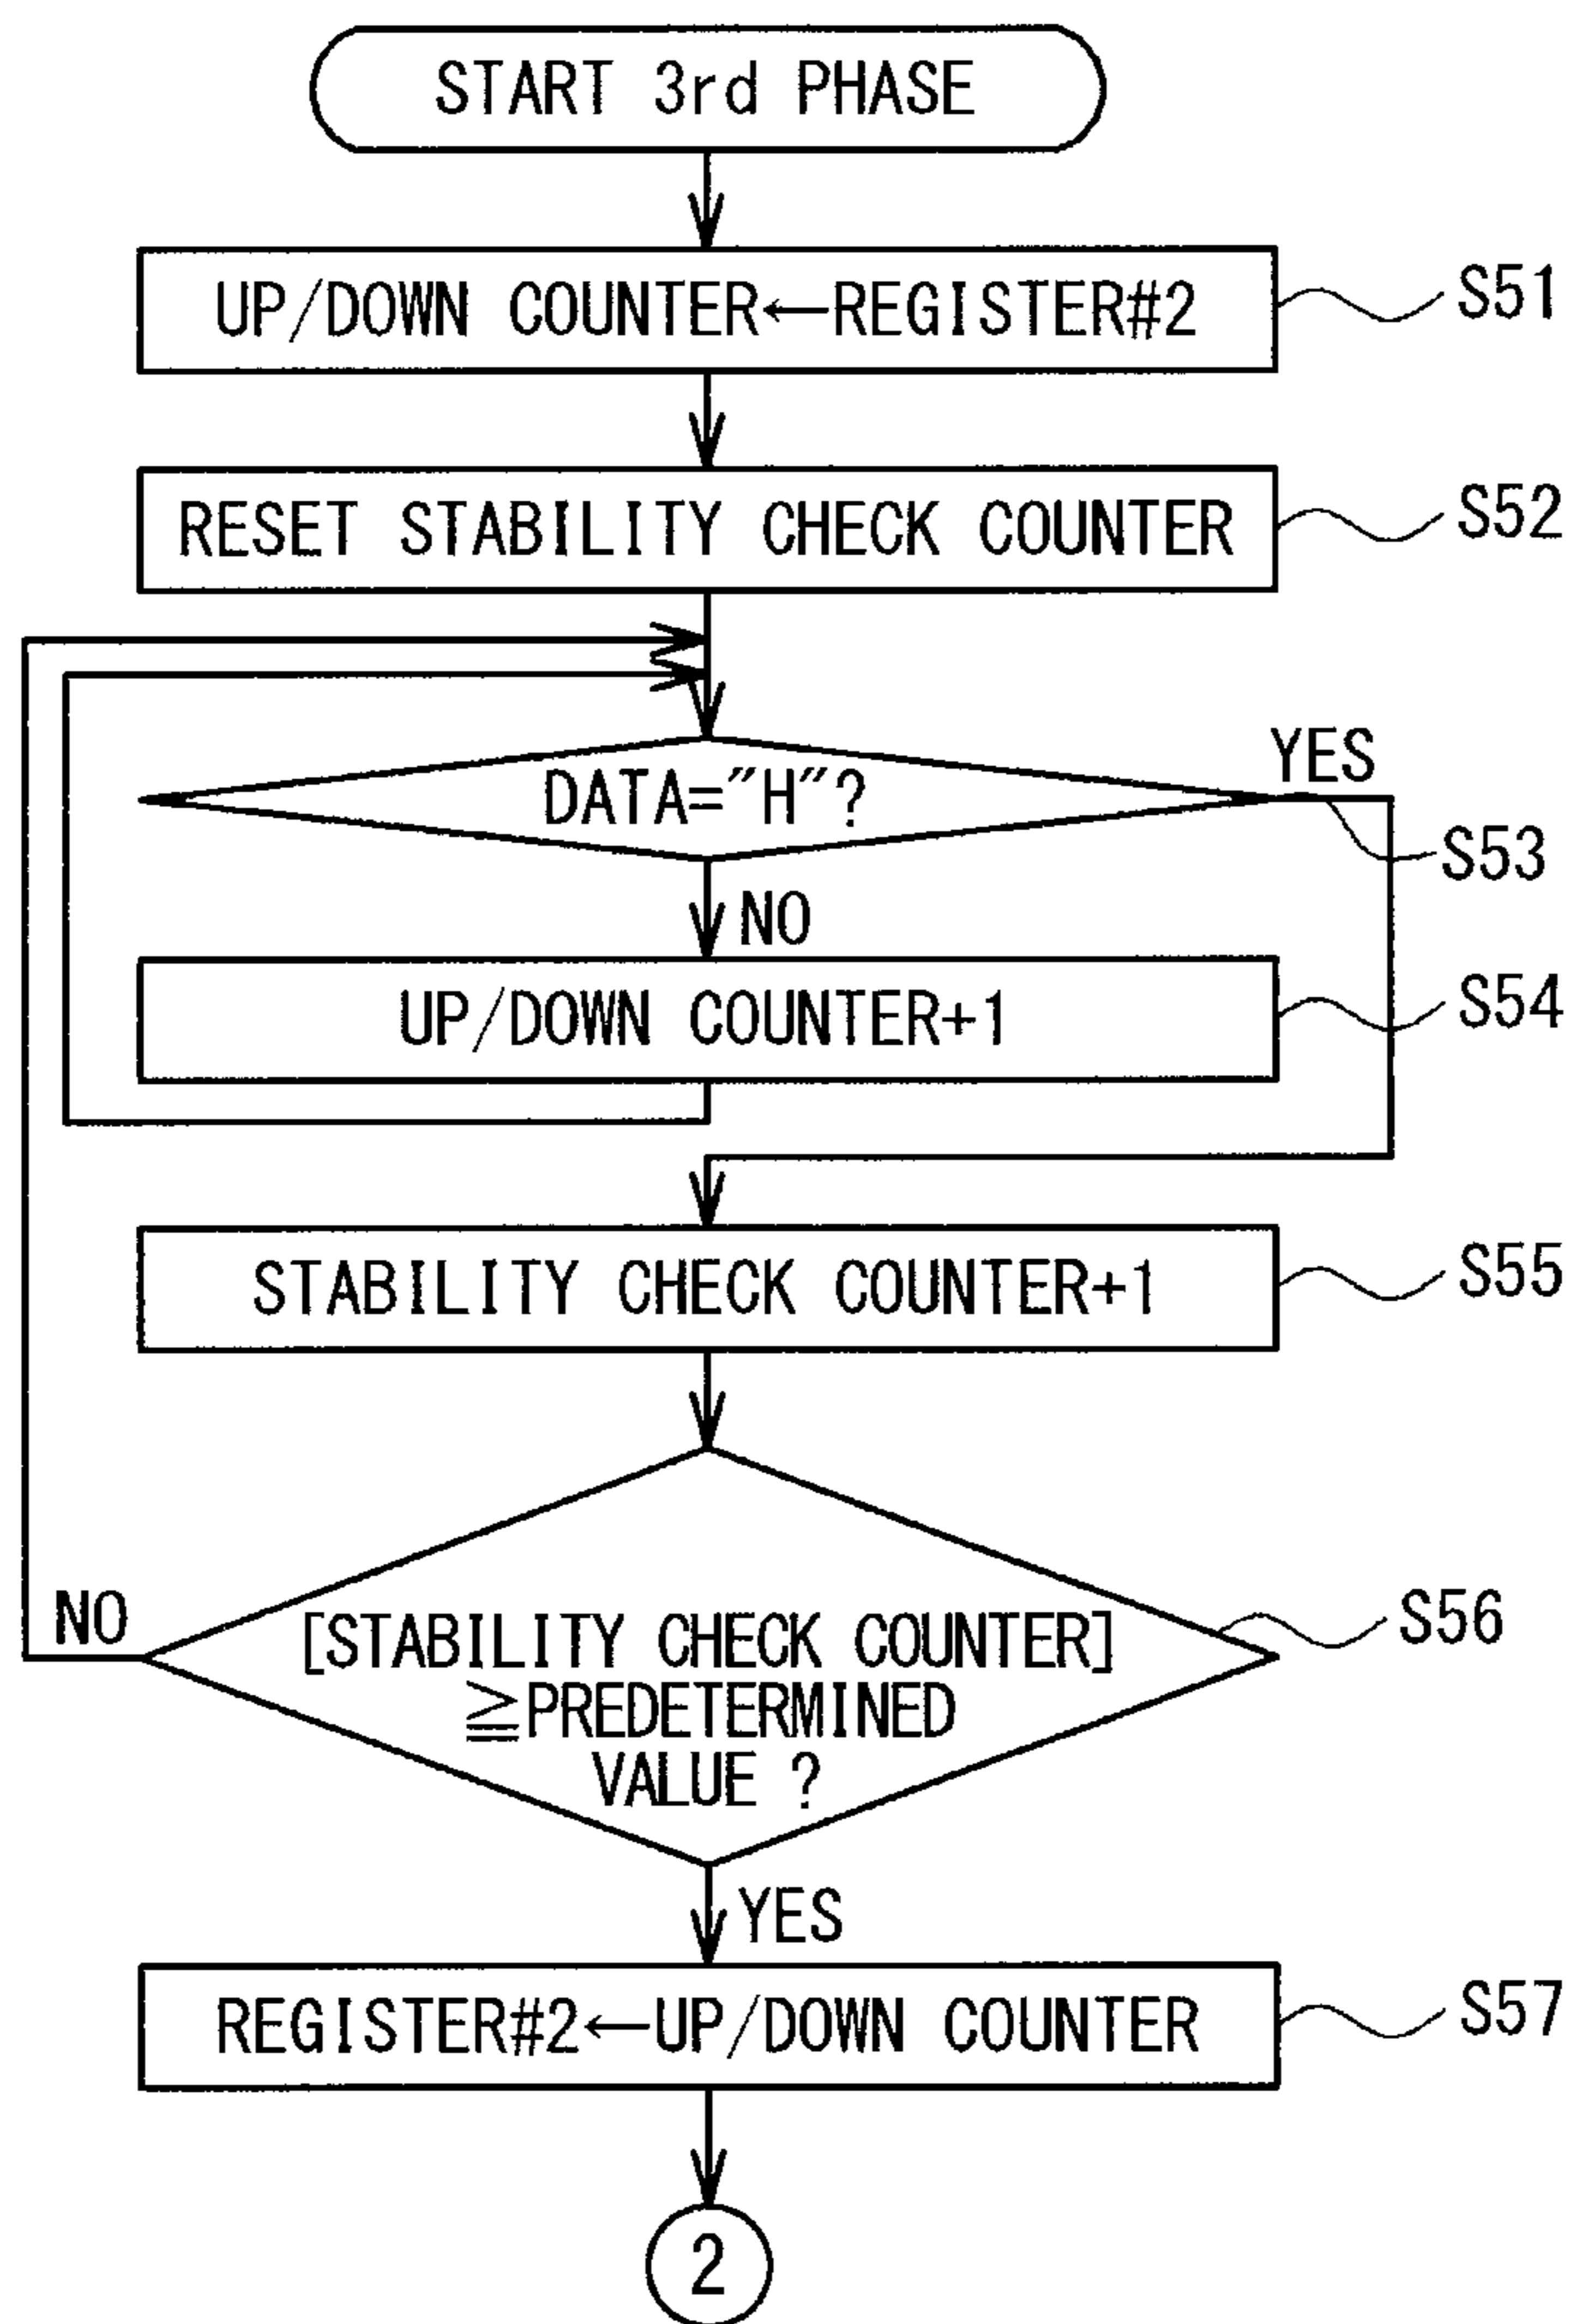 START 3rd PHASE
UP/DOWN COUNTER←REGISTER#2
S51
RESET STABILITY CHECK COUNTER
S52
DATA="H"?
YES
S53
NO
UP/DOWN COUNTER+1
S54
STABILITY CHECK COUNTER+1
S55
NO
[STABILITY CHECK COUNTER]
≧PREDETERMINED
VALUE ?
S56
YES
REGISTER#2←UP/DOWN COUNTER
S57
2